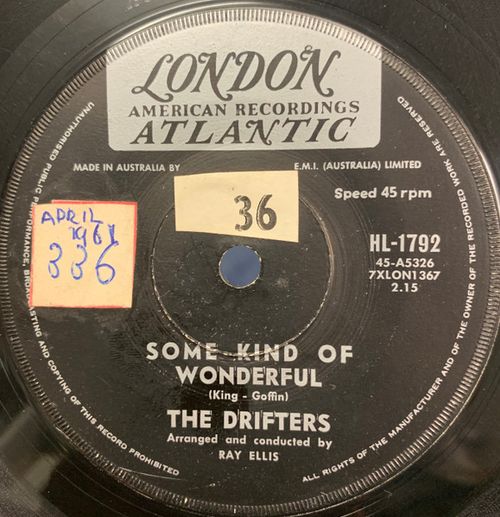 LONDON
AMERICAN RECORDINGS
ATLANTIC
MADE IN AUSTRALIA BY E.M.I. (AUSTRALIA) LIMITED
36
Speed 45 rpm
APRIL
1961
336
HL-1792
45-A5326
7XLON1367
2.15
SOME KIND OF
WONDERFUL
(King - Goffin)
THE DRIFTERS
Arranged and conducted by
RAY ELLIS
UNAUTHORISED PUBLIC PERFORMANCE, BROADCASTING AND COPYING OF THIS RECORD PROHIBITED
ALL RIGHTS OF THE MANUFACTURER AND OF THE OWNER OF THE RECORDED WORK ARE RESERVED